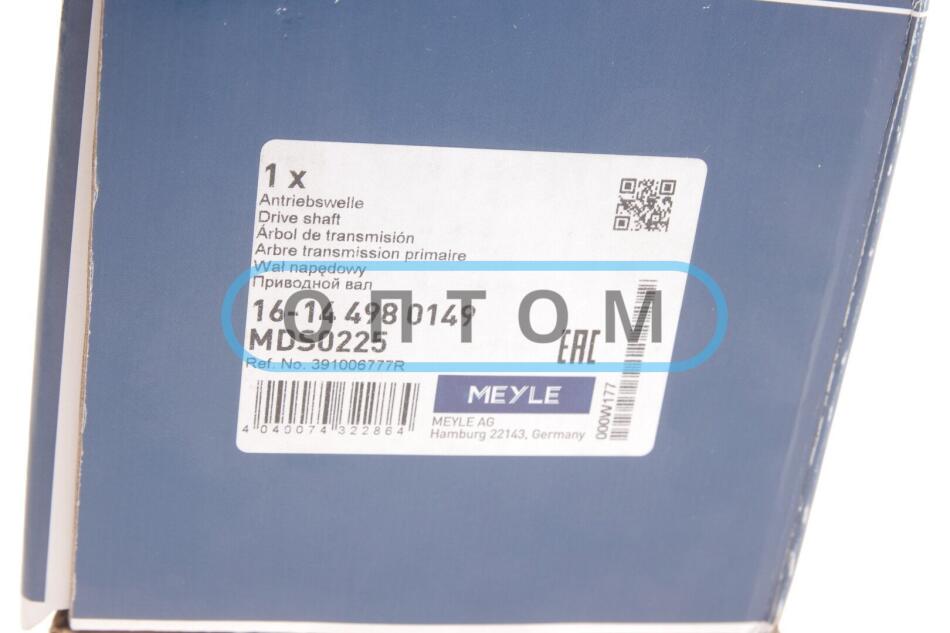 1 x
Antriebswelle
Drive shaft
Árbol de transmisión
Arbre transmission primaire
Wał napędowy
Приводной вал
16-14 498 0149
MDS0225
Ref. No. 391006777R
ОПТОМ
EAC
MEYLE
MEYLE AG
Hamburg 22143, Germany
4 040074 322864
000W177